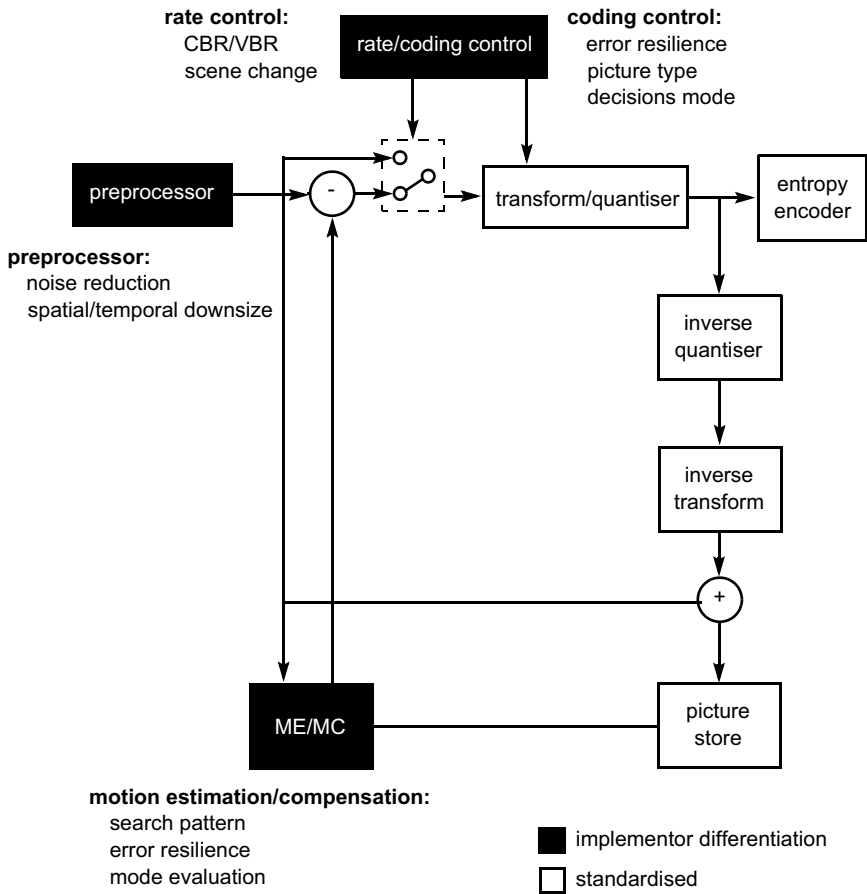 rate control:
CBR/VBR
scene change
rate/coding control
coding control:
error resilience
picture type
decisions mode
preprocessor
-
transform/quantiser
entropy
encoder
preprocessor:
noise reduction
spatial/temporal downsize
inverse
quantiser
inverse
transform
+
ME/MC
picture
store
motion estimation/compensation:
search pattern
error resilience
mode evaluation
implementor differentiation
standardised